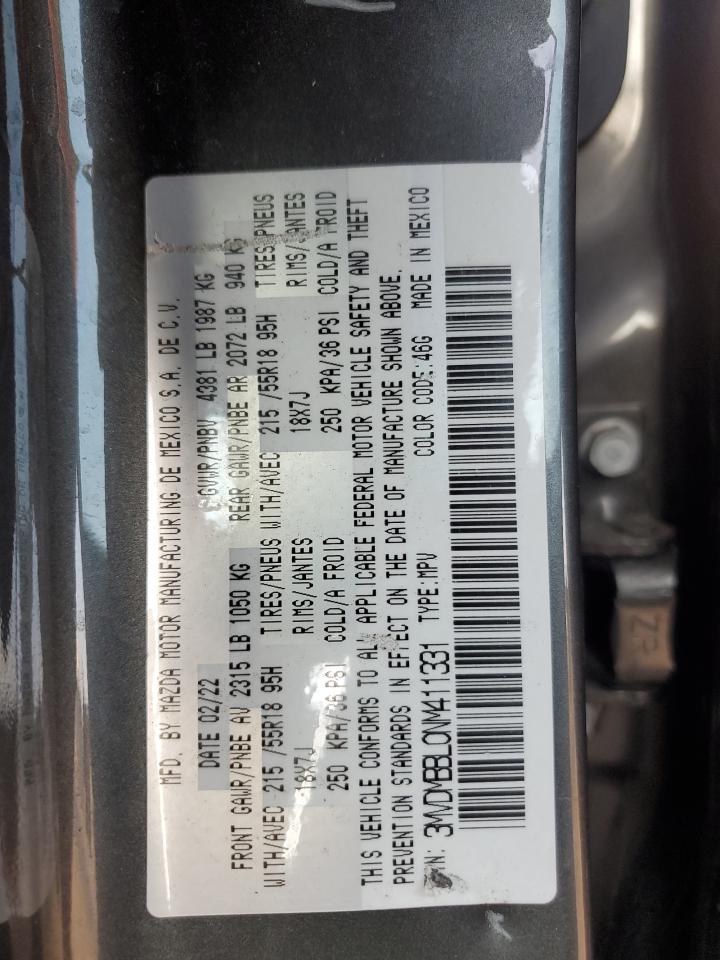 MFD. BY MAZDA MOTOR MANUFACTURING DE MEXICO S.A. DE C.V.
DATE 02/22 GVWR/PNBV 4381 LB 1987 KG
FRONT GAWR/PNBE AV 2315 LB 1050 KG REAR GAWR/PNBE AR 2072 LB 940 KG
WITH/AVEC 215 /55R18 95H TIRES/PNEUS WITH/AVEC 215 /55R18 95H TIRES/PNEUS
18X7J RIMS/JANTES 18X7J RIMS/JANTES
250 KPA/36 PSI COLD/A FROID 250 KPA/36 PSI COLD/A FROID
THIS VEHICLE CONFORMS TO ALL APPLICABLE FEDERAL MOTOR VEHICLE SAFETY AND THEFT
PREVENTION STANDARDS IN EFFECT ON THE DATE OF MANUFACTURE SHOWN ABOVE.
VIN: 3MVDMBBL0NM411331 TYPE:MPV COLOR CODE:46G MADE IN MEXICO
ZR